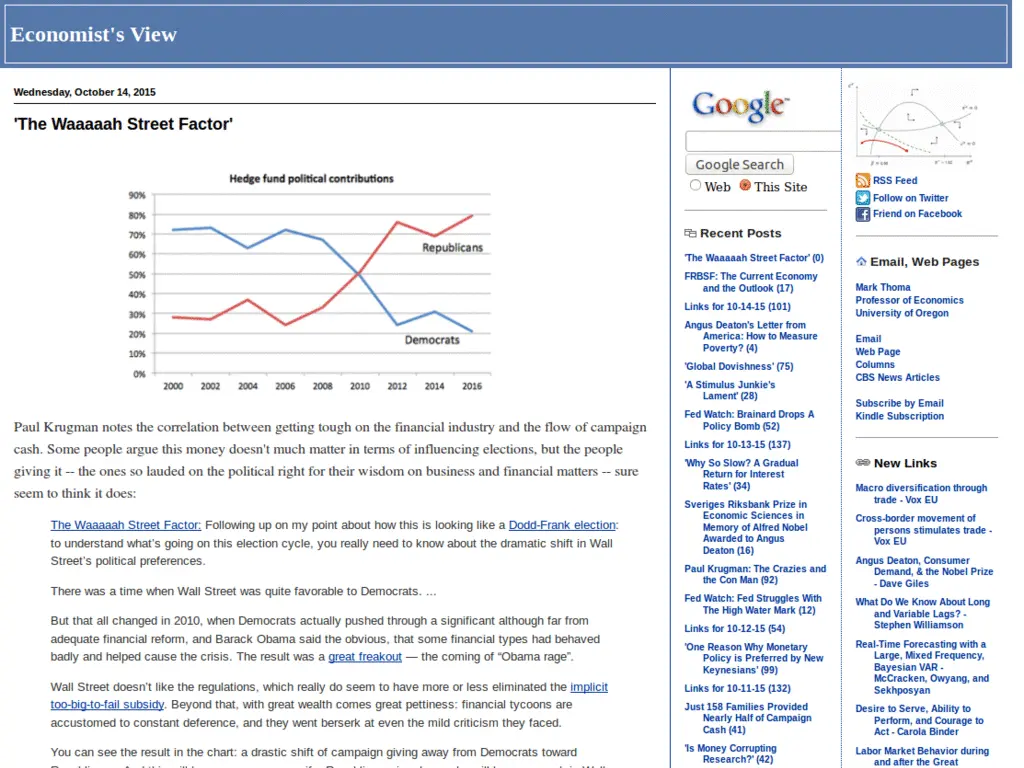 Economist's View
Wednesday, October 14, 2015
'The Waaaaah Street Factor'
Hedge fund political contributions
90%
80%
70%
60%
50%
40%
30%
20%
10%
0%
Republicans
Democrats
2000 2002 2004 2006 2008 2010 2012 2014 2016
Paul Krugman notes the correlation between getting tough on the financial industry and the flow of campaign
cash. Some people argue this money doesn't much matter in terms of influencing elections, but the people
giving it -- the ones so lauded on the political right for their wisdom on business and financial matters -- sure
seem to think it does:
The Waaaaah Street Factor: Following up on my point about how this is looking like a Dodd-Frank election:
to understand what's going on this election cycle, you really need to know about the dramatic shift in Wall
Street's political preferences.
There was a time when Wall Street was quite favorable to Democrats. ...
But that all changed in 2010, when Democrats actually pushed through a significant although far from
adequate financial reform, and Barack Obama said the obvious, that some financial types had behaved
badly and helped cause the crisis. The result was a great freakout — the coming of “Obama rage”.
Wall Street doesn't like the regulations, which really do seem to have more or less eliminated the implicit
too-big-to-fail subsidy. Beyond that, with great wealth comes great pettiness: financial tycoons are
accustomed to constant deference, and they went berserk at even the mild criticism they faced.
You can see the result in the chart: a drastic shift of campaign giving away from Democrats toward
Google
Google Search
Web This Site
Recent Posts
'The Waaaaah Street Factor' (0)
FRBSF: The Current Economy
and the Outlook (17)
Links for 10-14-15 (101)
Angus Deaton's Letter from
America: How to Measure
Poverty? (4)
'Global Dovishness' (75)
'A Stimulus Junkie's
Lament' (28)
Fed Watch: Brainard Drops A
Policy Bomb (52)
Links for 10-13-15 (137)
'Why So Slow? A Gradual
Return for Interest
Rates' (34)
Sveriges Riksbank Prize in
Economic Sciences in
Memory of Alfred Nobel
Awarded to Angus
Deaton (16)
Paul Krugman: The Crazies and
the Con Man (92)
Fed Watch: Fed Struggles With
The High Water Mark (12)
Links for 10-12-15 (54)
'One Reason Why Monetary
Policy is Preferred by New
Keynesians' (99)
Links for 10-11-15 (132)
Just 158 Families Provided
Nearly Half of Campaign
Cash (41)
'Is Money Corrupting
Research?' (42)
RSS Feed
Follow on Twitter
Friend on Facebook
Email, Web Pages
Mark Thoma
Professor of Economics
University of Oregon
Email
Web Page
Columns
CBS News Articles
Subscribe by Email
Kindle Subscription
New Links
Macro diversification through
trade - Vox EU
Cross-border movement of
persons stimulates trade -
Vox EU
Angus Deaton, Consumer
Demand, & the Nobel Prize
- Dave Giles
What Do We Know About Long
and Variable Lags? -
Stephen Williamson
Real-Time Forecasting with a
Large, Mixed Frequency,
Bayesian VAR -
McCracken, Owyang, and
Sekhposyan
Desire to Serve, Ability to
Perform, and Courage to
Act - Carola Binder
Labor Market Behavior during
and after the Great